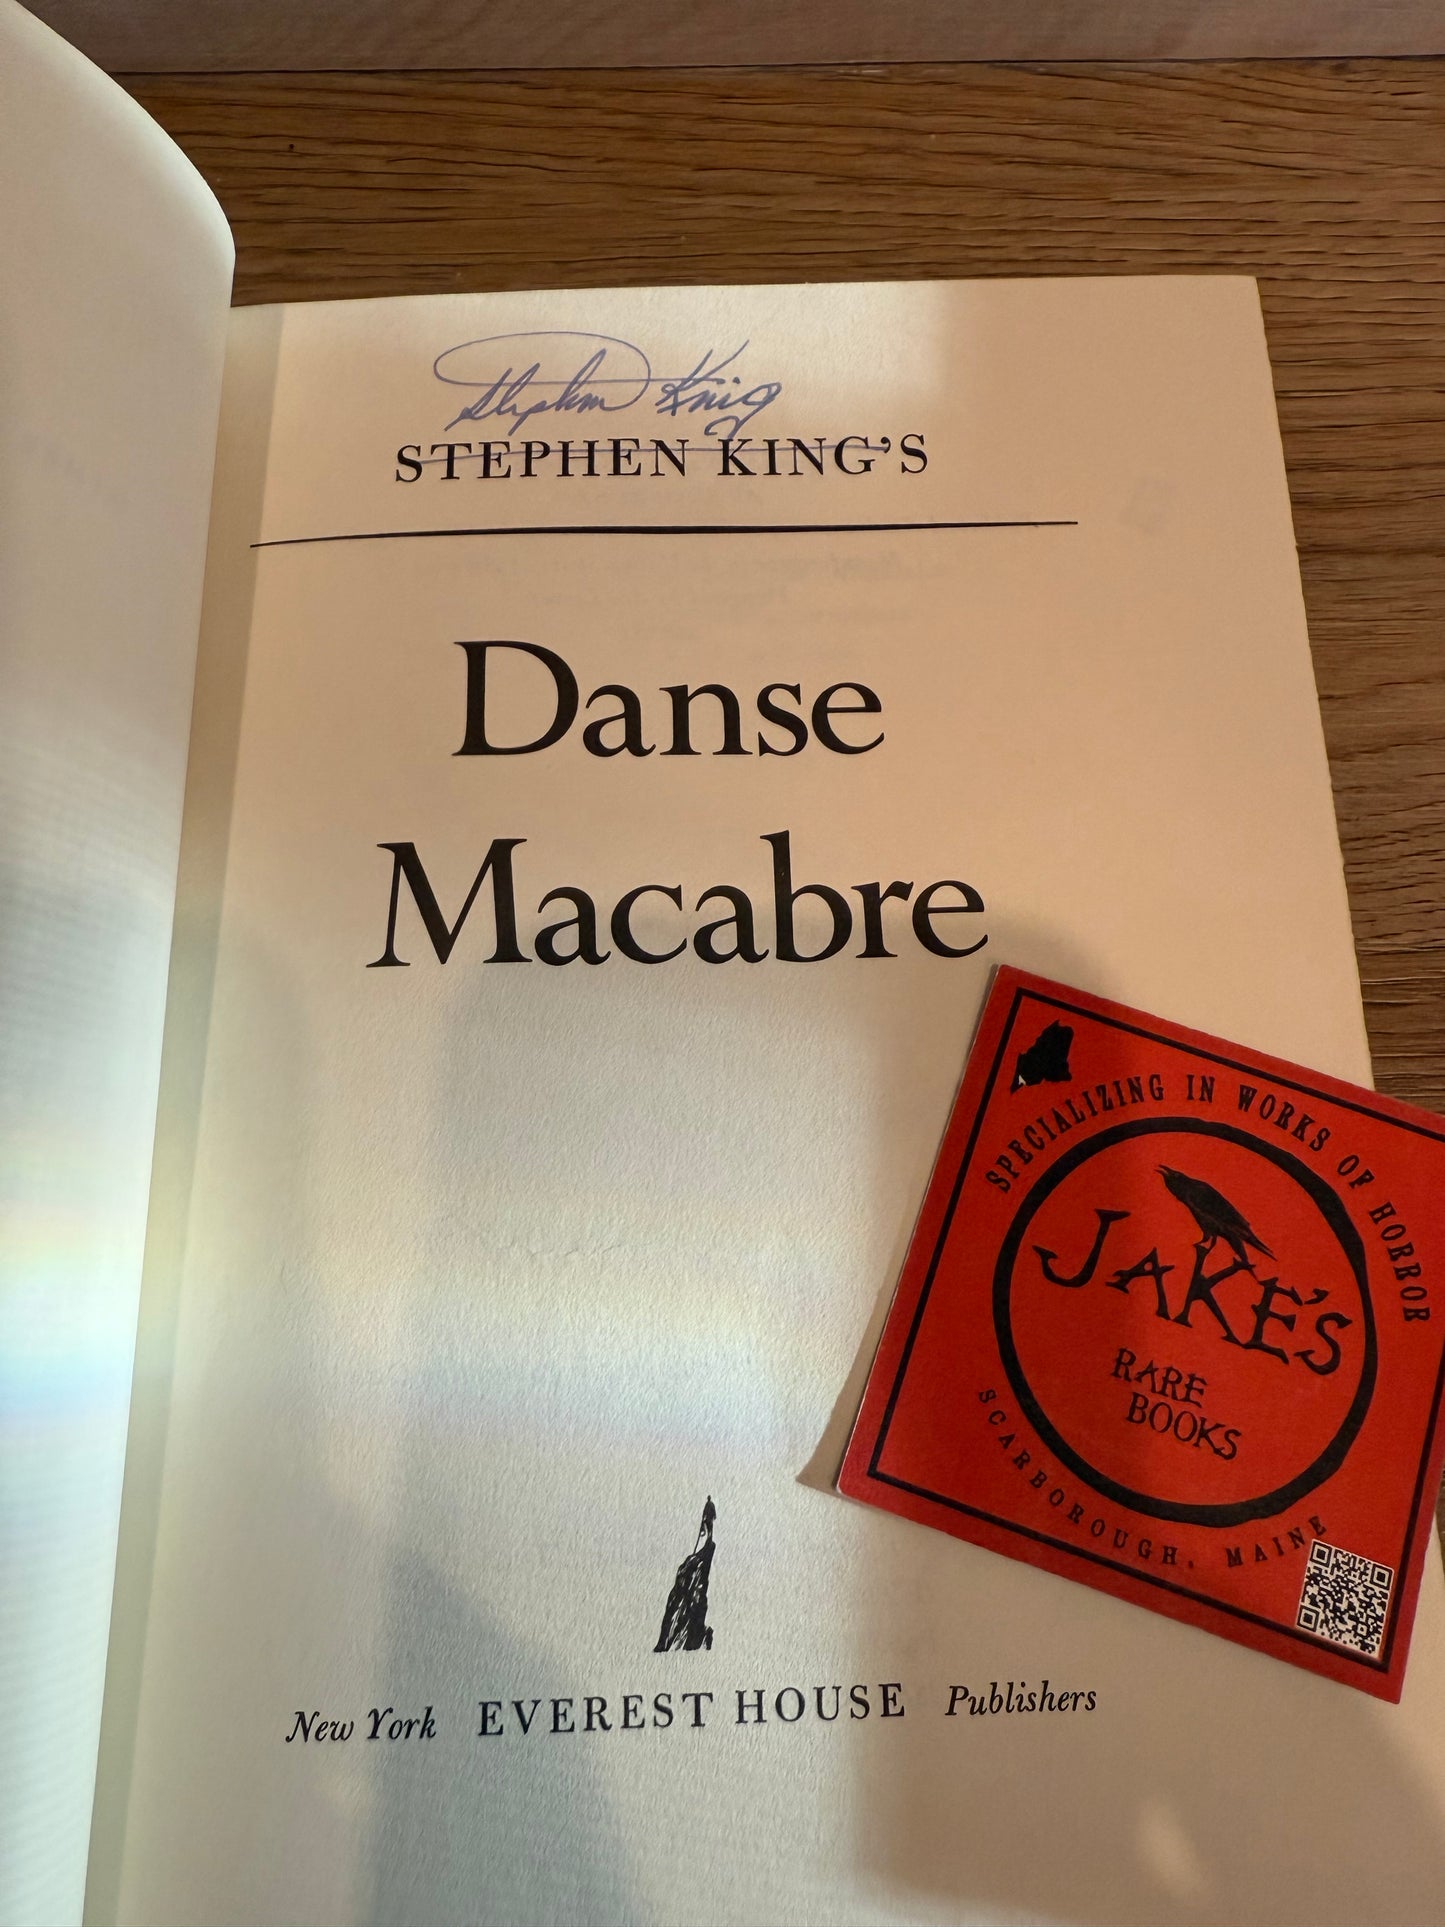 Stephen King
STEPHEN KING'S
Danse
Macabre
SPECIALIZING IN WORKS OF HORROR
JAKE'S
RARE
BOOKS
SCARBOROUGH, MAINE
New York EVEREST HOUSE Publishers